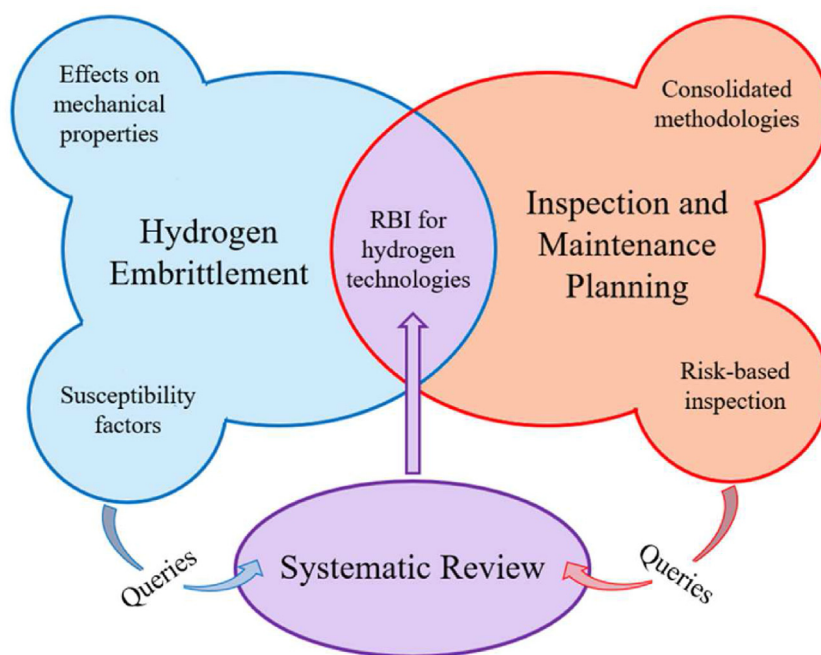 Effects on
mechanical
properties
Consolidated
methodologies
Hydrogen
Embrittlement
RBI for
hydrogen
technologies
Inspection and
Maintenance
Planning
Susceptibility
factors
Risk-based
inspection
Queries
Systematic Review
Queries